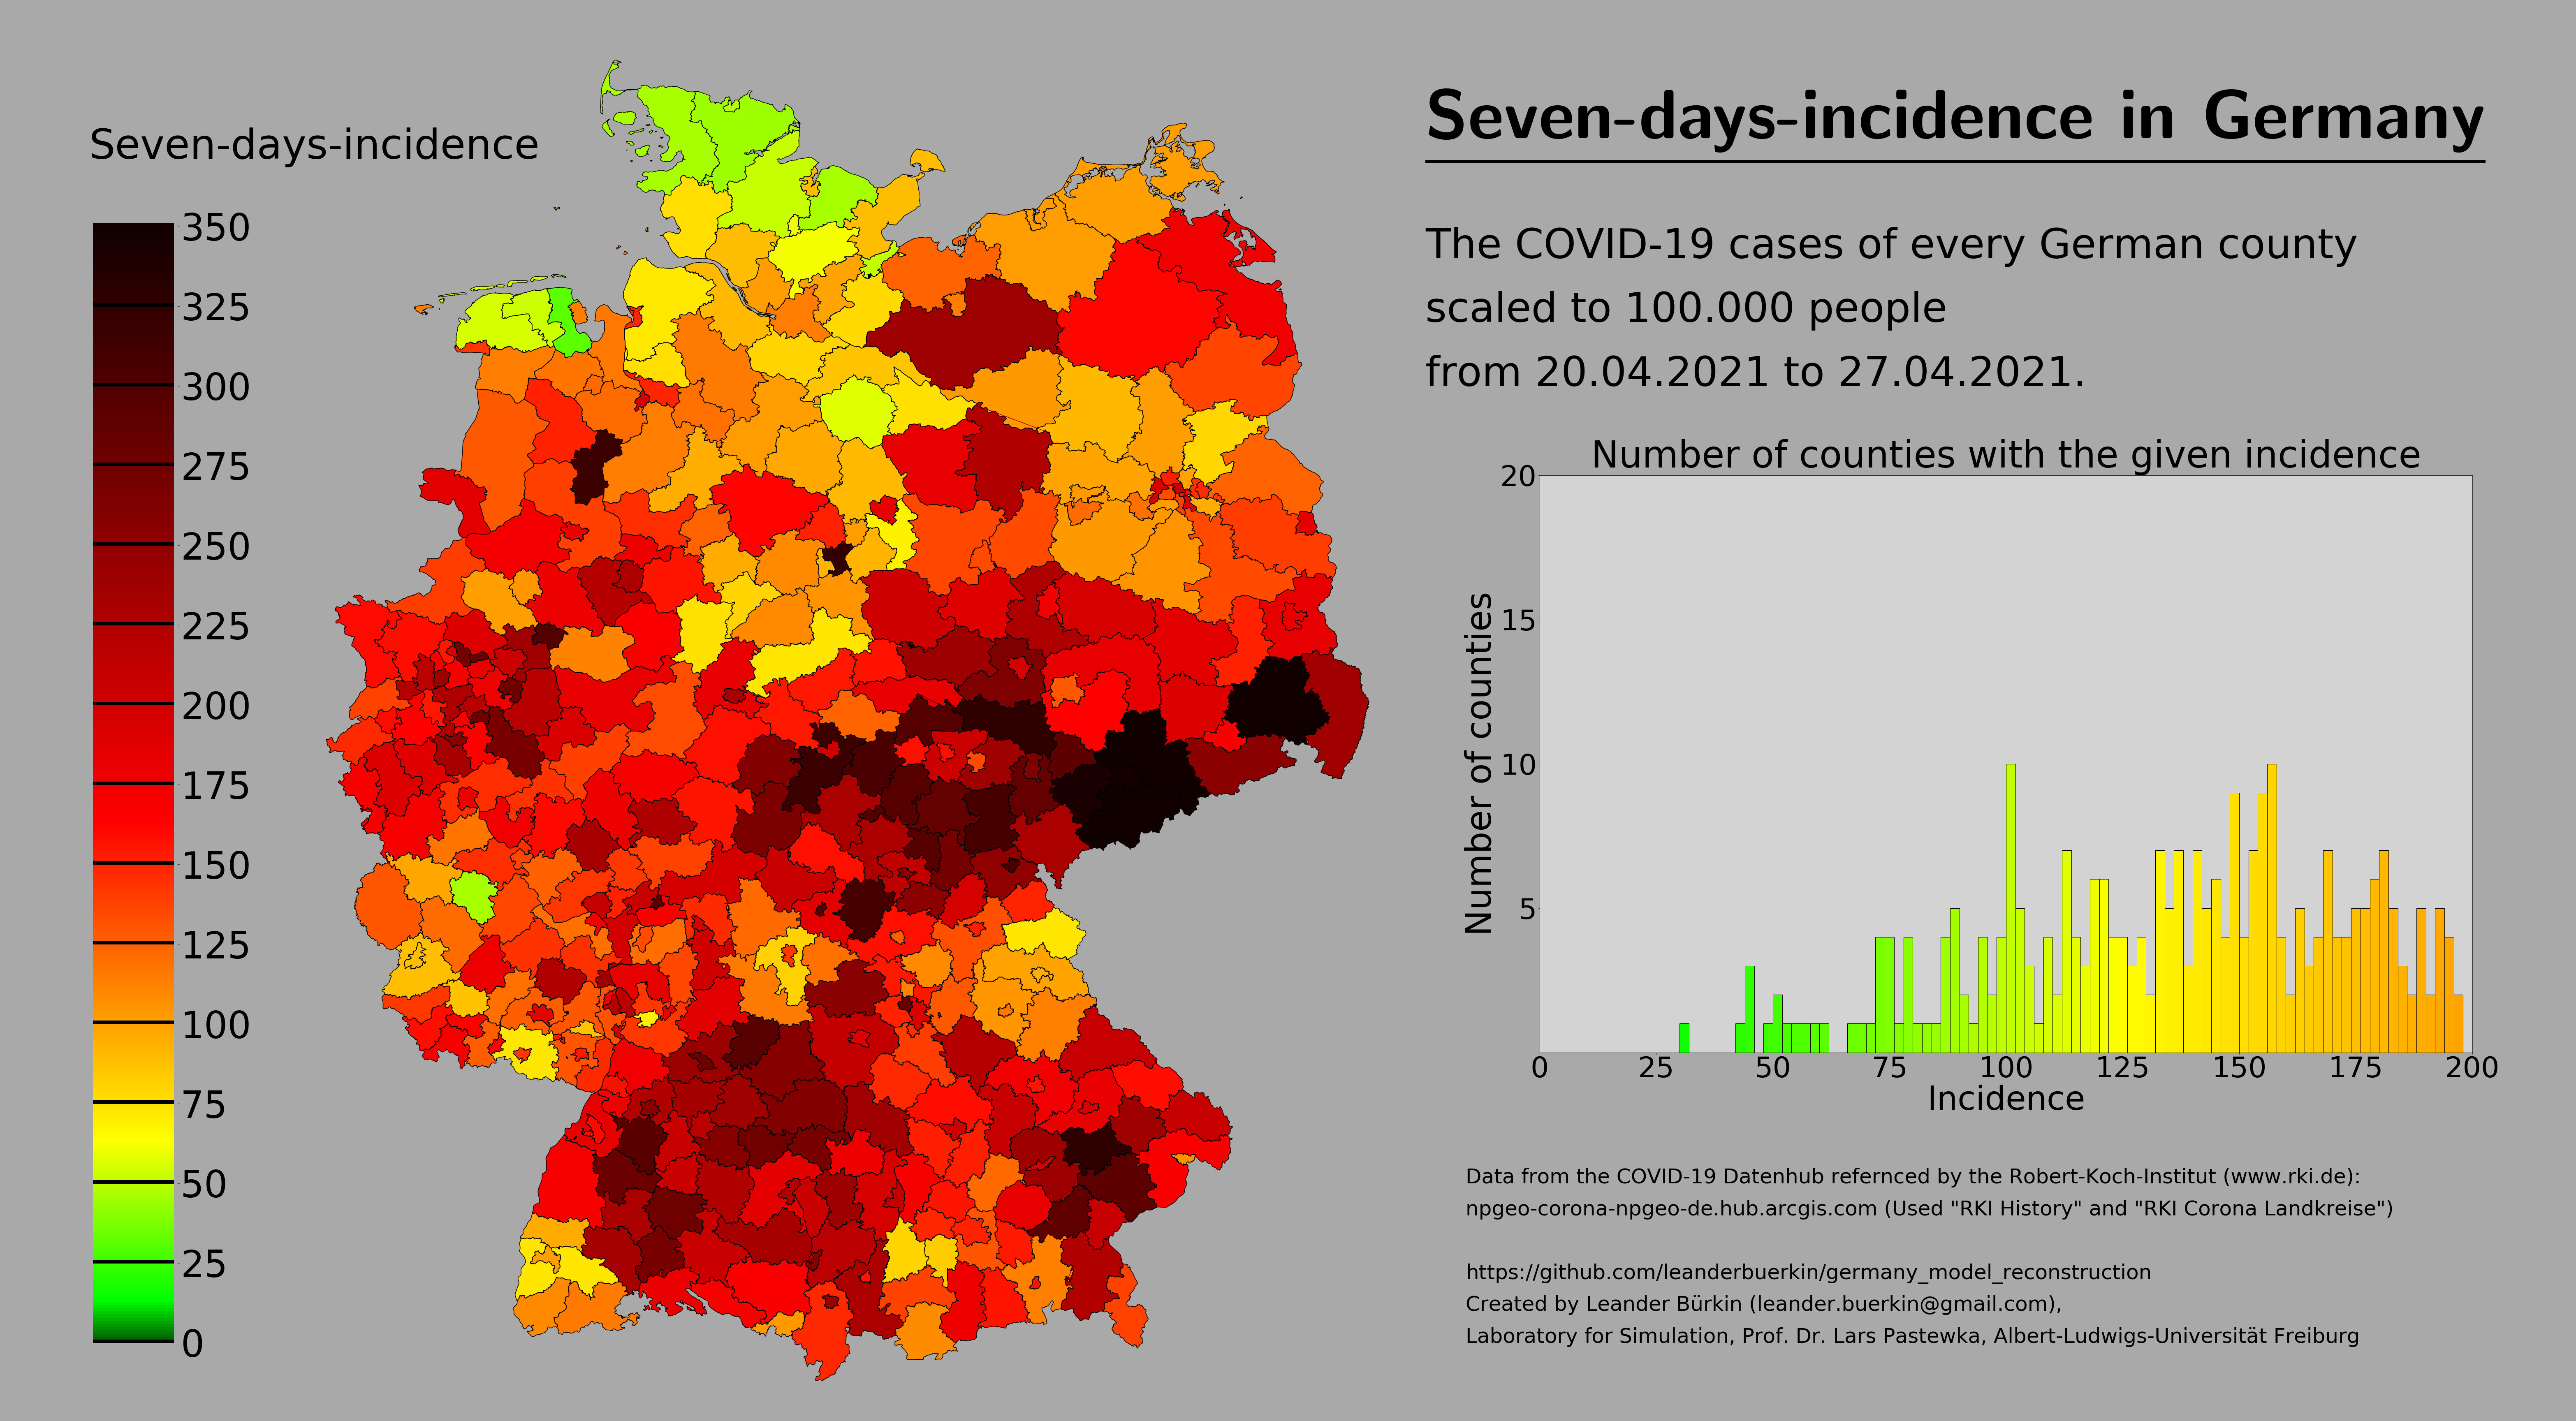 Seven-days-incidence in Germany
Seven-days-incidence
350
325
300
275
250
225
200
175
150
125
100
75
50
25
0
The COVID-19 cases of every German county
scaled to 100.000 people
from 20.04.2021 to 27.04.2021.
Number of counties with the given incidence
Number of counties
20
15
10
5
0 25 50 75 100 125 150 175 200
Incidence
Data from the COVID-19 Datenhub refernced by the Robert-Koch-Institut (www.rki.de):
npgeo-corona-npgeo-de.hub.arcgis.com (Used "RKI History" and "RKI Corona Landkreise")
https://github.com/leanderbuerkin/germany_model_reconstruction
Created by Leander Bürkin (leander.buerkin@gmail.com),
Laboratory for Simulation, Prof. Dr. Lars Pastewka, Albert-Ludwigs-Universität Freiburg